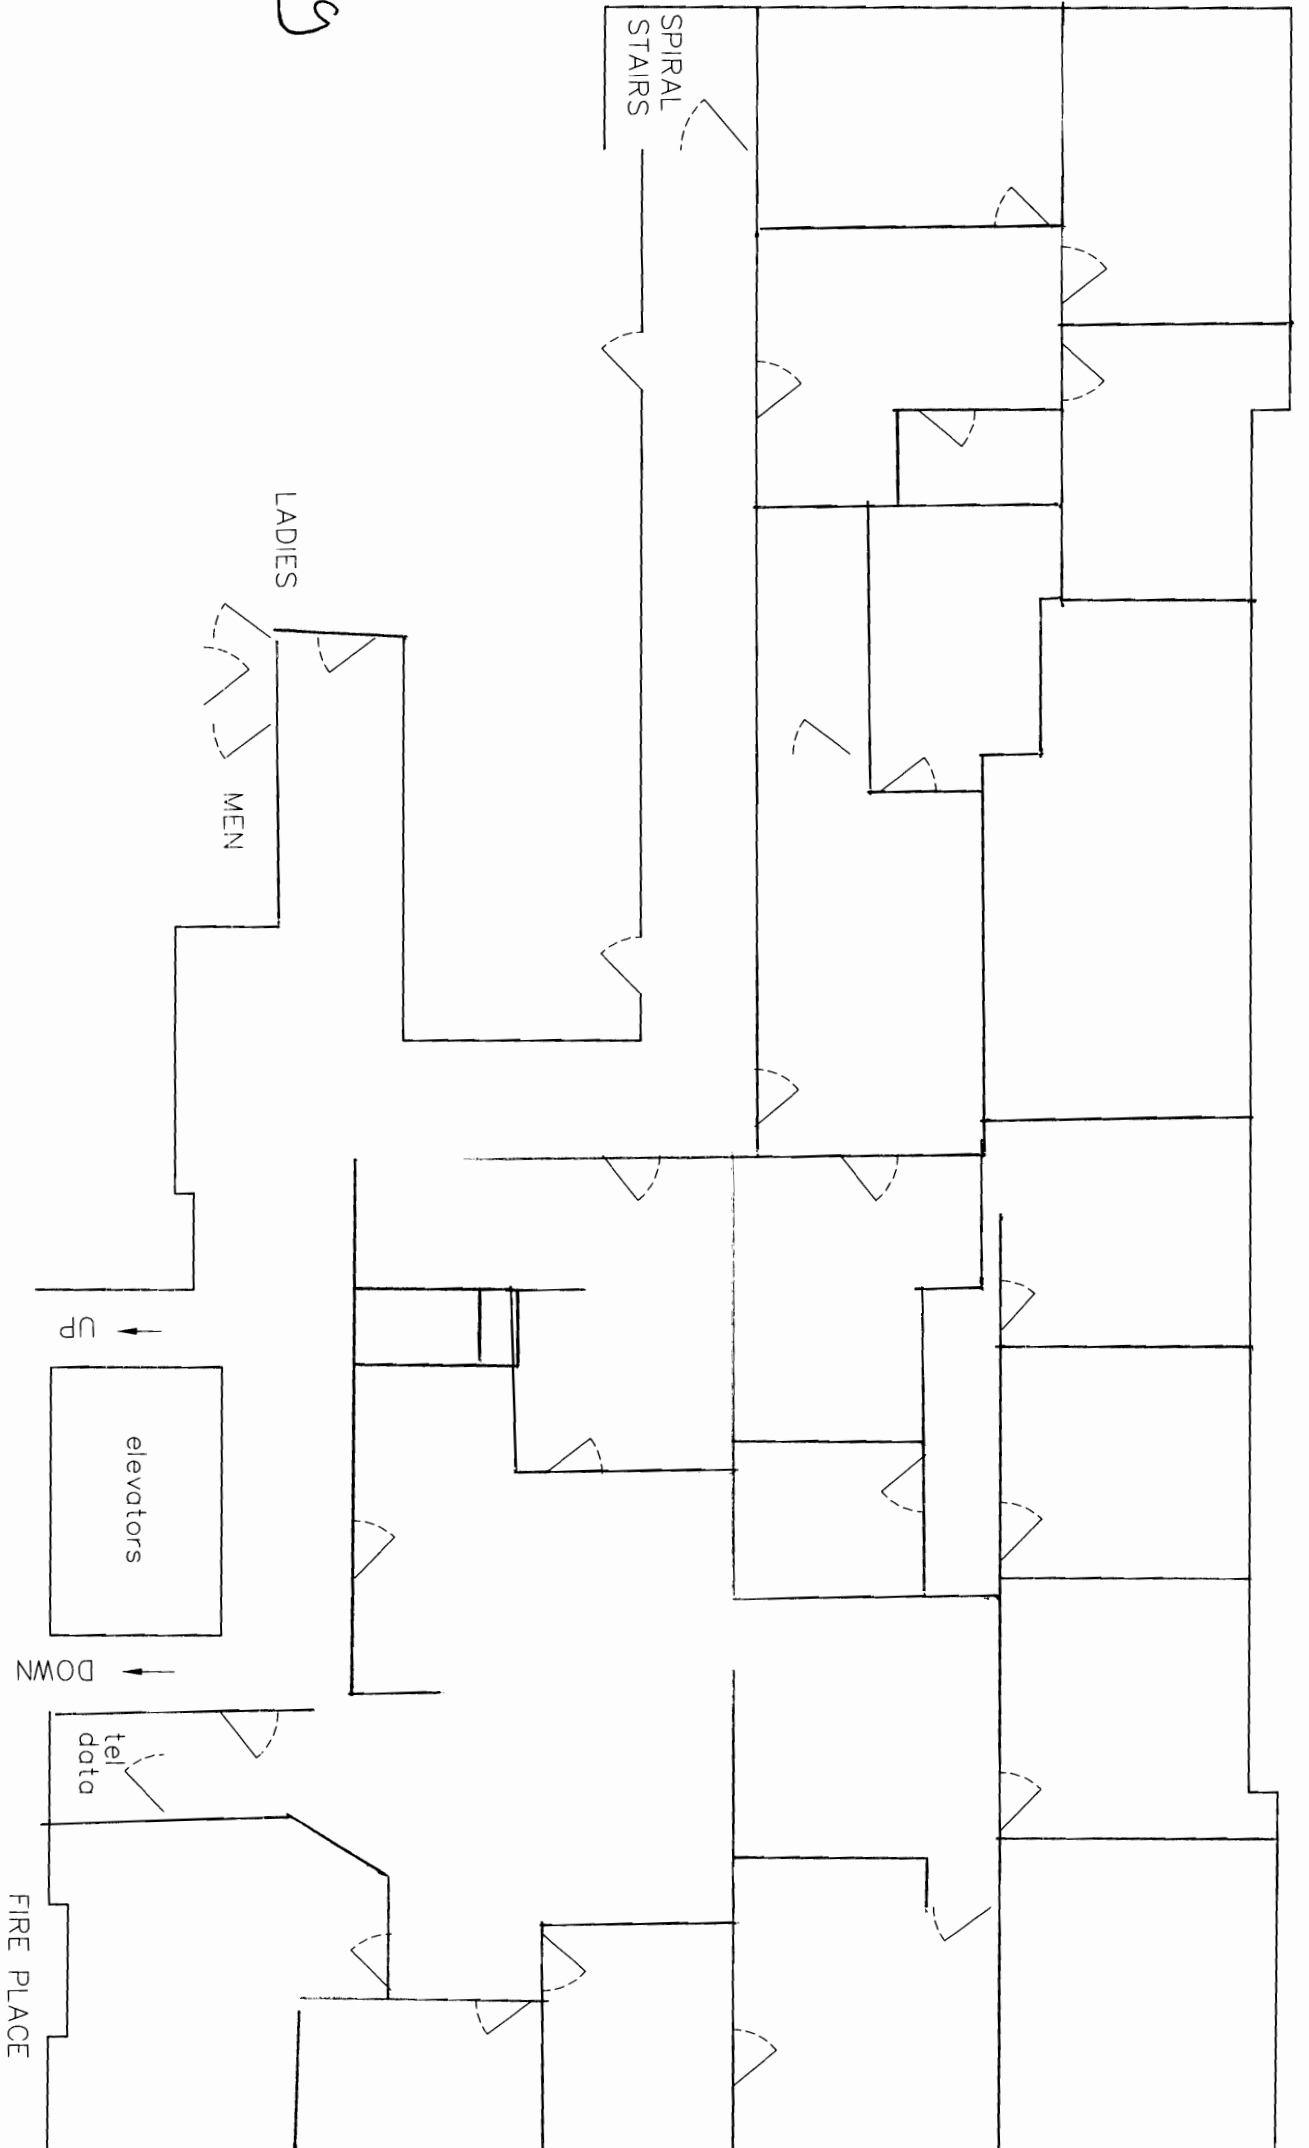 SPIRAL
STAIRS
LADIES
MEN
UP
elevators
DOWN
tel
data
FIRE PLACE